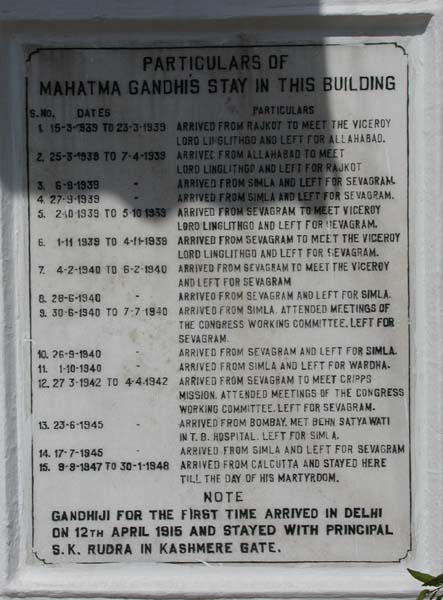 PARTICULARS OF
MAHATMA GANDHI'S STAY IN THIS BUILDING
S.NO. DATES PARTICULARS
1. 15-3-1939 TO 23-3-1939 ARRIVED FROM RAJKOT TO MEET THE VICEROY
LORD LINGLITHGO AND LEFT FOR ALLAHABAD.
2. 25-3-1939 TO 7-4-1939 ARRIVED FROM ALLAHABAD TO MEET
LORD LINGLITHGO AND LEFT FOR RAJKOT
3. 6-9-1939 - ARRIVED FROM SIMLA AND LEFT FOR SEVAGRAM.
4. 27-9-1939 - ARRIVED FROM SIMLA AND LEFT FOR SEVAGRAM.
5. 2-10 1939 TO 5-10 1939 ARRIVED FROM SEVAGRAM TO MEET VICEROY
LORD LINGLITHGO AND LEFT FOR SEVAGRAM.
6. 1-11 1939 TO 4-11-1939 ARRIVED FROM SEVAGRAM TO MEET THE VICEROY
LORD LINGLITHGO AND LEFT FOR SEVAGRAM.
7. 4-2-1940 TO 6-2-1940 ARRIVED FROM SEVAGRAM TO MEET THE VICEROY
AND LEFT FOR SEVAGRAM
8. 28-6-1940 - ARRIVED FROM SEVAGRAM AND LEFT FOR SIMLA.
9. 30-6-1940 TO 7-7-1940 ARRIVED FROM SIMLA. ATTENDED MEETINGS OF
THE CONGRESS WORKING COMMITTEE. LEFT FOR
SEVAGRAM.
10. 26-9-1940 - ARRIVED FROM SEVAGRAM AND LEFT FOR SIMLA.
11. 1-10-1940 - ARRIVED FROM SIMLA AND LEFT FOR WARDHA.
12. 27 3-1942 TO 4-4-1942 ARRIVED FROM SEVAGRAM TO MEET CRIPPS
MISSION. ATTENDED MEETINGS OF THE CONGRESS
WORKING COMMITTEE. LEFT FOR SEVAGRAM.
13. 23-6-1945 - ARRIVED FROM BOMBAY. MET BEHN SATYAWATI
IN T. B. HOSPITAL. LEFT FOR SIMLA.
14. 17-7-1945 - ARRIVED FROM SIMLA AND LEFT FOR SEVAGRAM
15. 9-9-1947 TO 30-1-1948 ARRIVED FROM CALCUTTA AND STAYED HERE
TILL THE DAY OF HIS MARTYRDOM.
NOTE
GANDHIJI FOR THE FIRST TIME ARRIVED IN DELHI
ON 12TH APRIL 1915 AND STAYED WITH PRINCIPAL
S.K. RUDRA IN KASHMERE GATE.